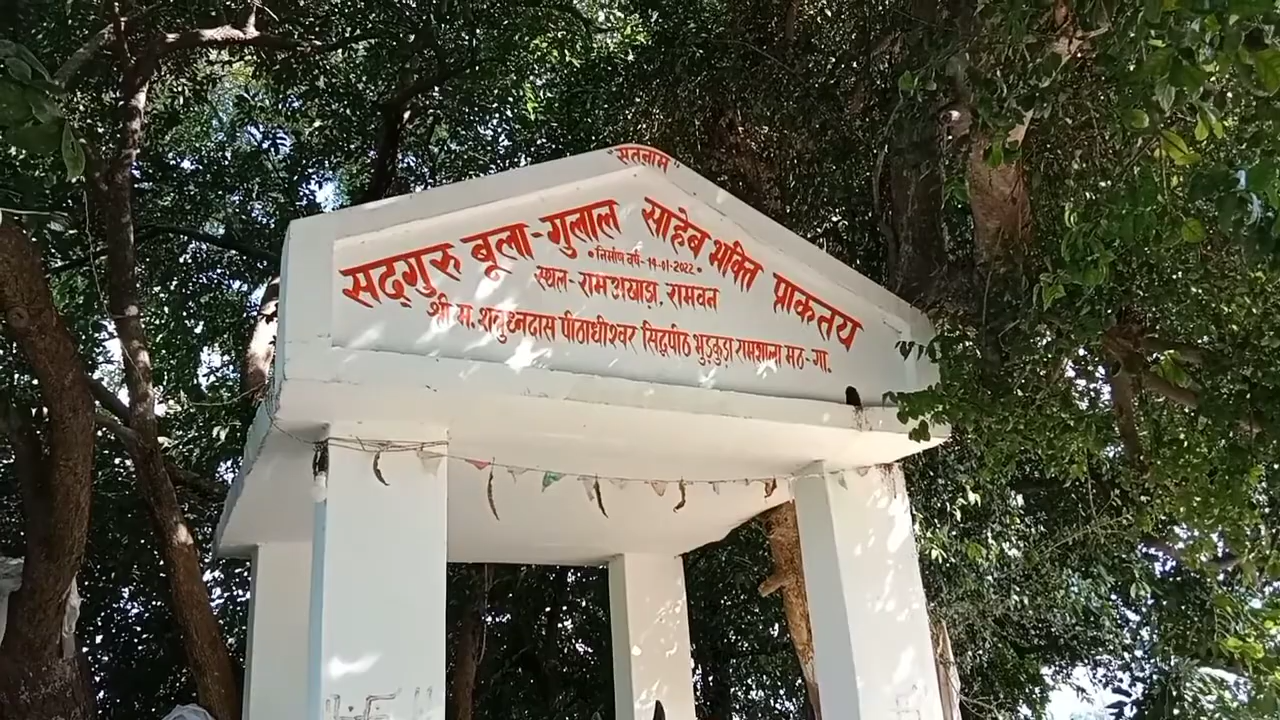 "सतनाम"
सद्गुरु बूला-गुलाल साहेब भक्ति प्राकतय
• निर्माण वर्ष-14-01-2022 •
स्थल-रामअखाड़ा, रामवन
श्री म. शत्रुध्नदास पीठाधीश्वर सिद्धपीठ भुड़कुड़ा रामशाला मठ-गा.